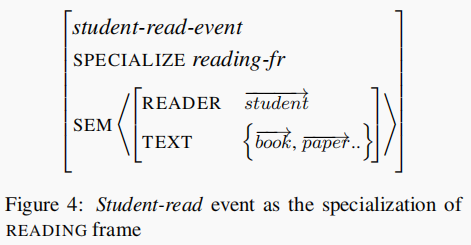 student-read-event
SPECIALIZE reading-fr
SEM
READER student
TEXT {book, paper..}
Figure 4: Student-read event as the specialization of
READING frame